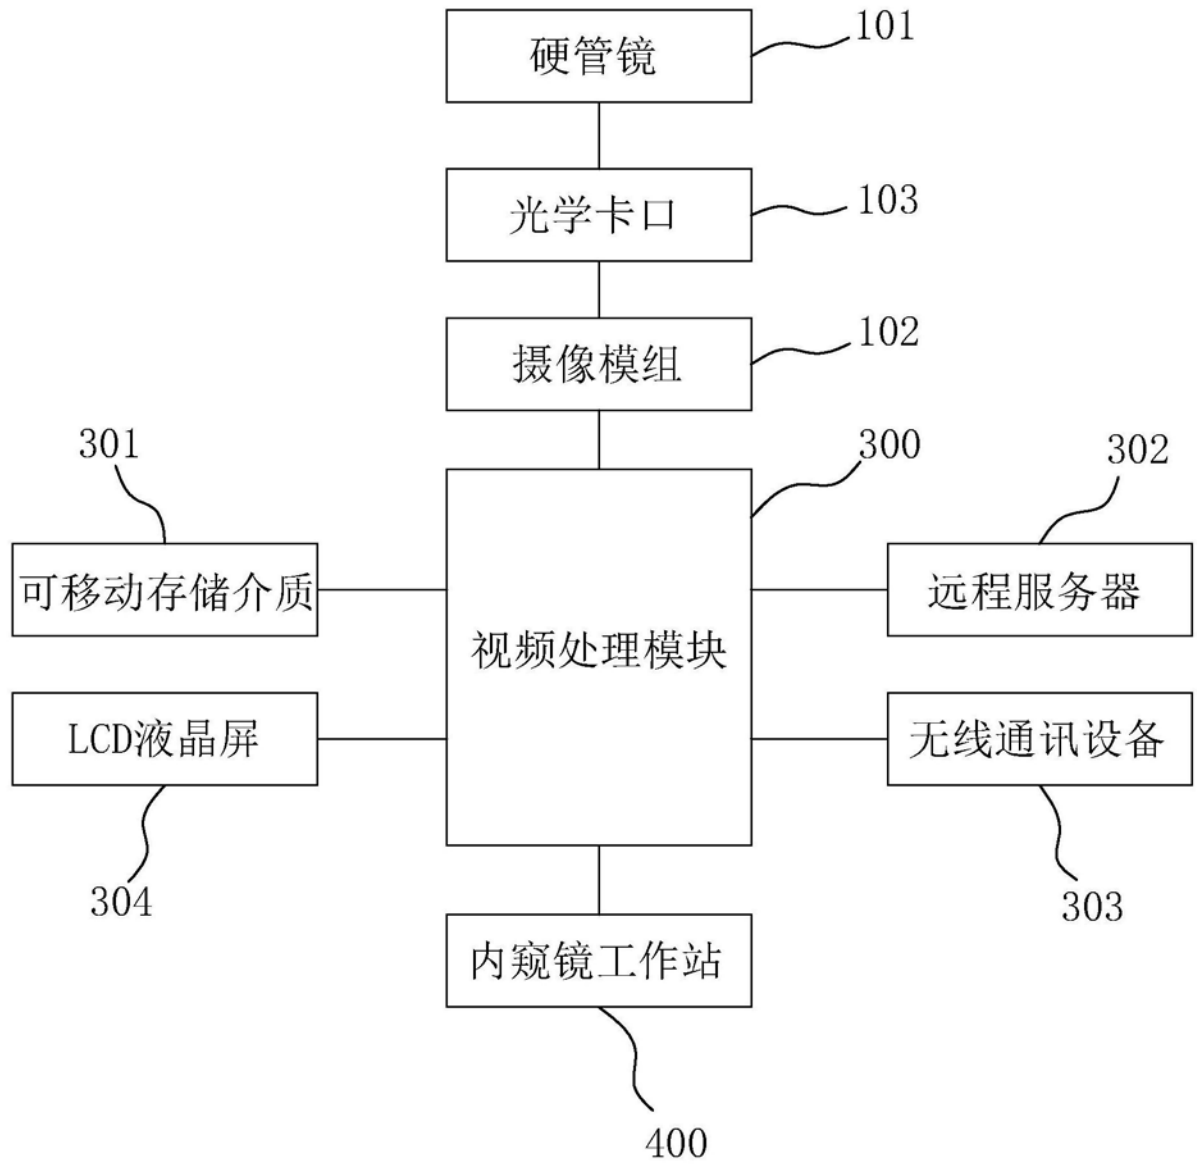 硬管镜
101
光学卡口
103
摄像模组
102
301
300
302
可移动存储介质
远程服务器
视频处理模块
LCD液晶屏
无线通讯设备
304
303
内窥镜工作站
400